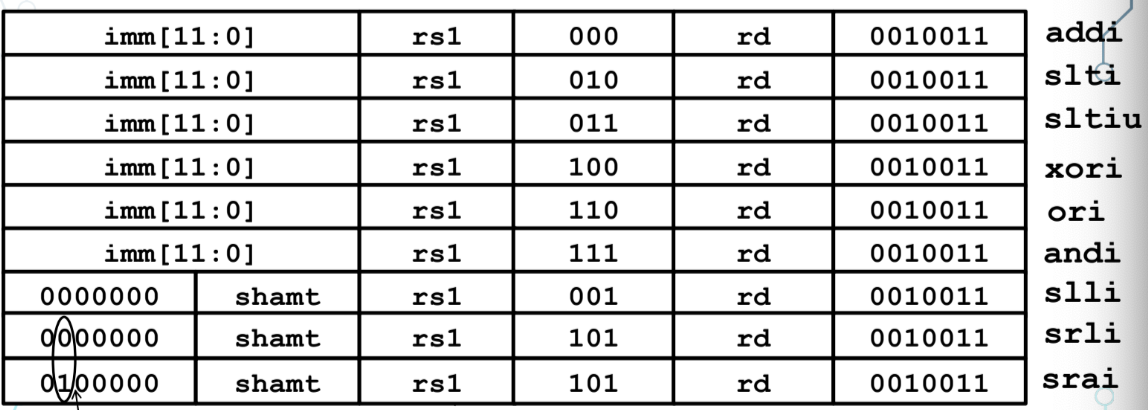 imm[11:0] rs1 000 rd 0010011 addi
imm[11:0] rs1 010 rd 0010011 slti
imm[11:0] rs1 011 rd 0010011 sltiu
imm[11:0] rs1 100 rd 0010011 xori
imm[11:0] rs1 110 rd 0010011 ori
imm[11:0] rs1 111 rd 0010011 andi
0000000 shamt rs1 001 rd 0010011 slli
0000000 shamt rs1 101 rd 0010011 srli
0100000 shamt rs1 101 rd 0010011 srai